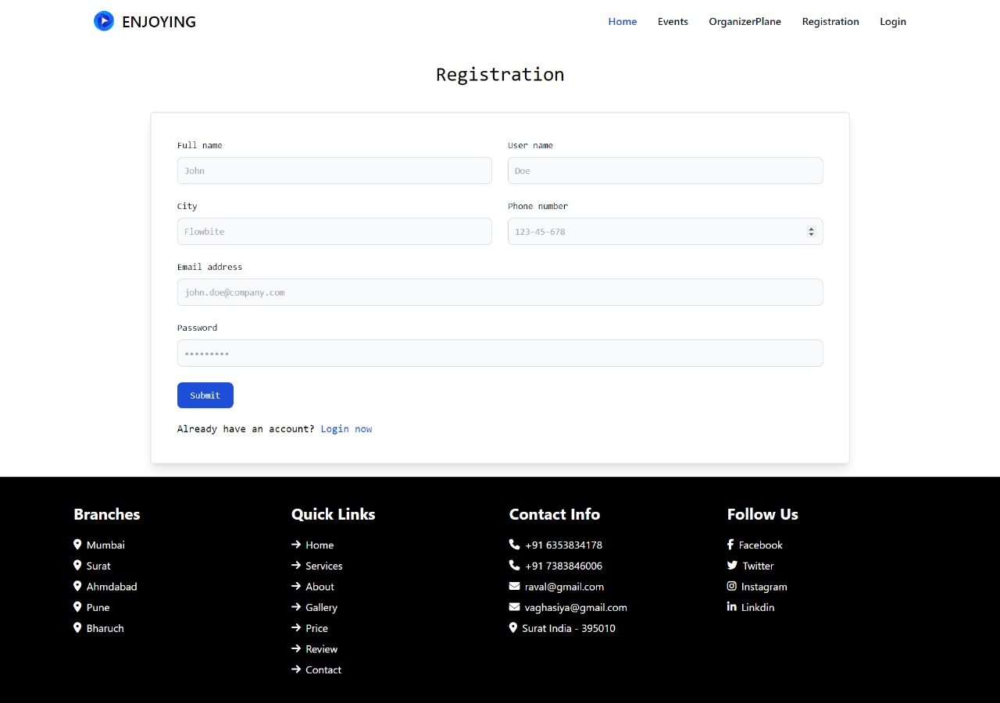 ENJOYING
Home Events OrganizerPlane Registration Login
Registration
Full name
John
User name
Doe
City
Flowbite
Phone number
123-45-678
Email address
john.doe@company.com
Password
•••••••••
Submit
Already have an account? Login now
Branches
Mumbai
Surat
Ahmdabad
Pune
Bharuch
Quick Links
Home
Services
About
Gallery
Price
Review
Contact
Contact Info
+91 6353834178
+91 7383846006
raval@gmail.com
vaghasiya@gmail.com
Surat India - 395010
Follow Us
Facebook
Twitter
Instagram
Linkdin